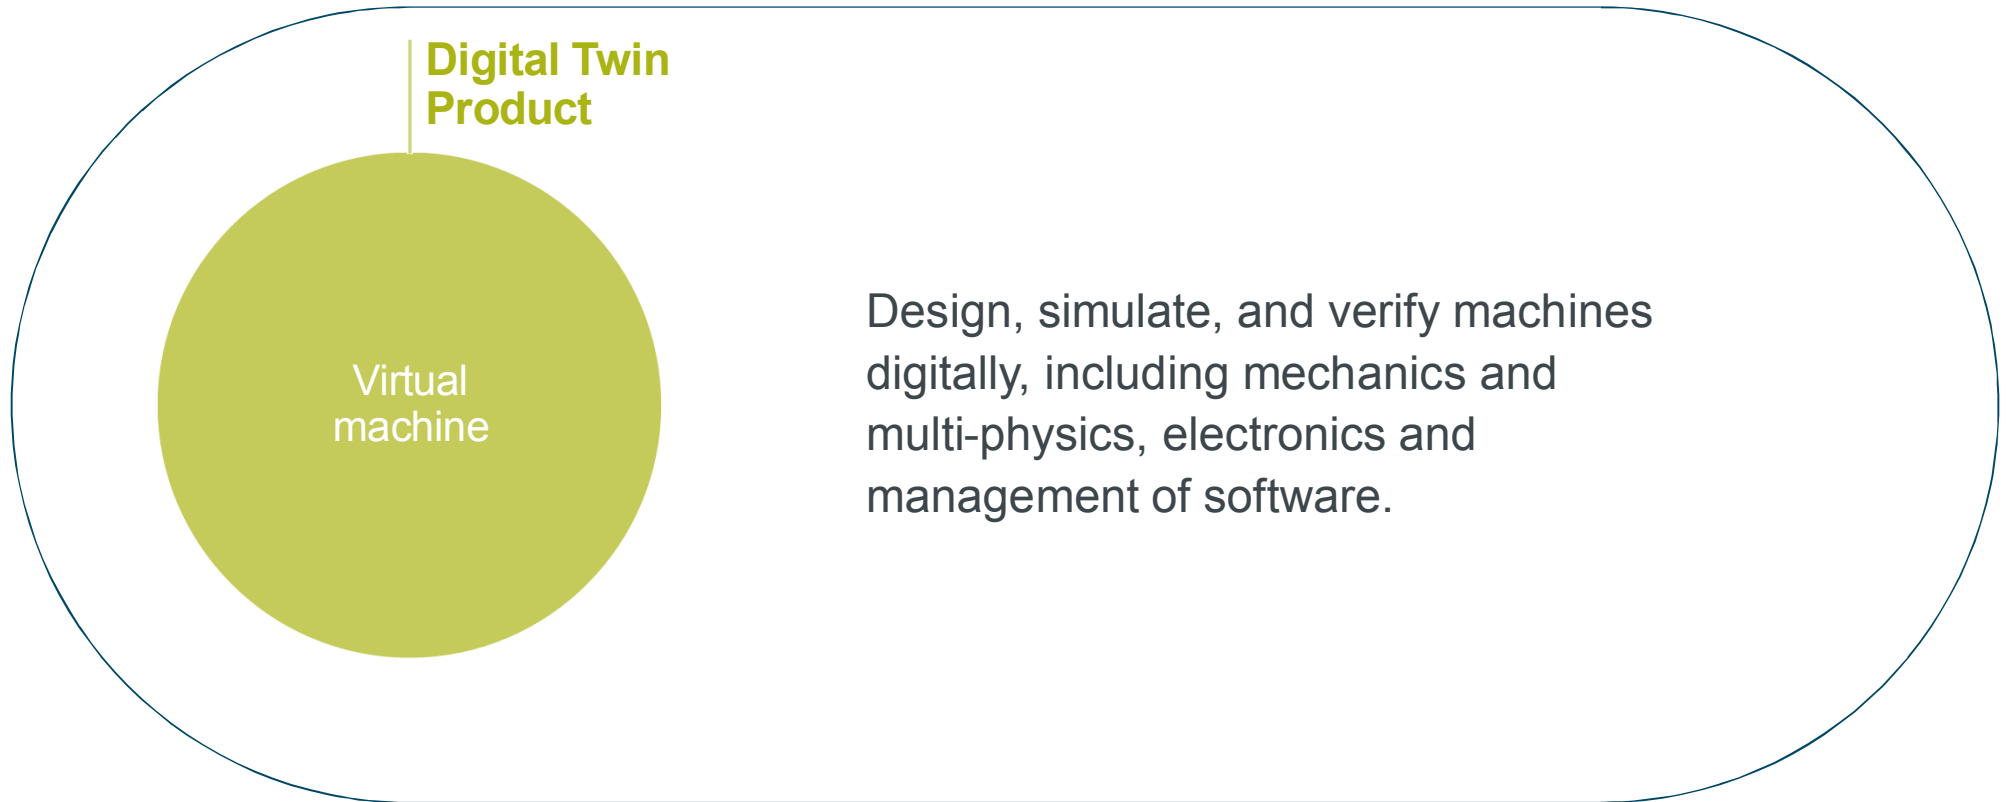 Digital Twin
Product
Virtual
machine
Design, simulate, and verify machines
digitally, including mechanics and
multi-physics, electronics and
management of software.